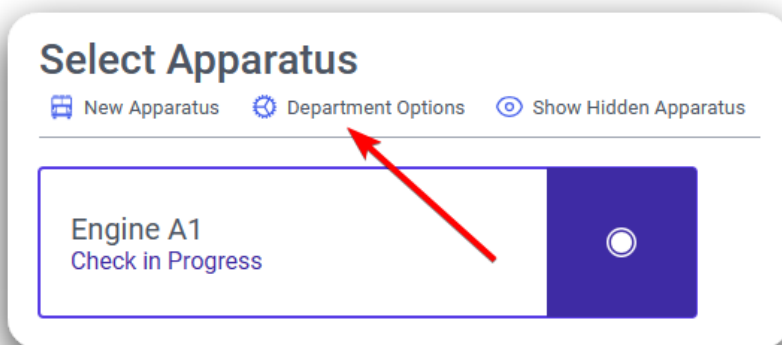 Select Apparatus
New Apparatus Department Options Show Hidden Apparatus
Engine A1
Check in Progress